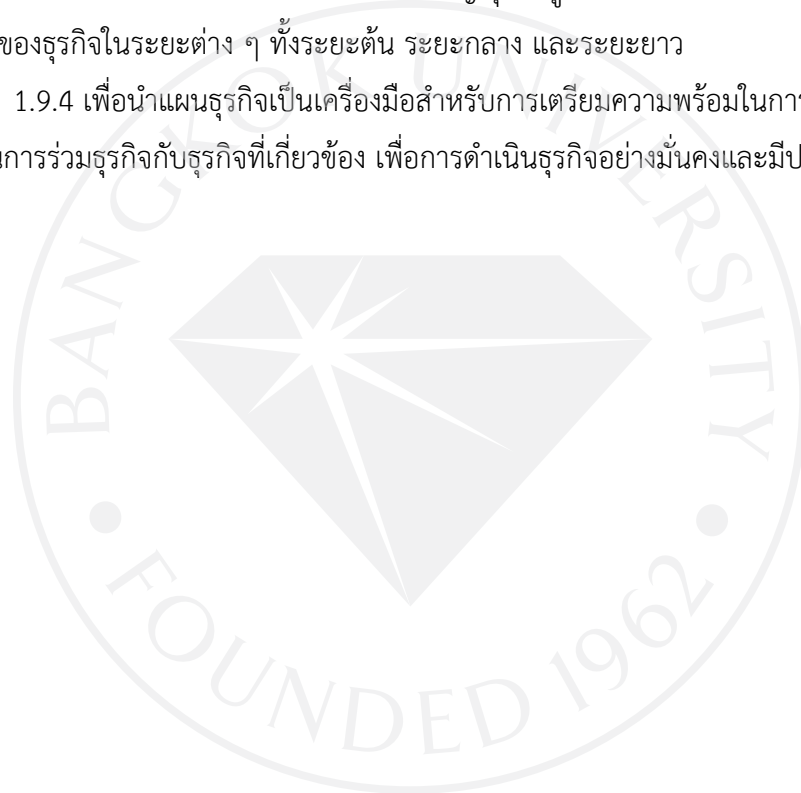 ของธุรกิจในระยะต่าง ๆ ทั้งระยะต้น ระยะกลาง และระยะยาว
1.9.4 เพื่อนำแผนธุรกิจเป็นเครื่องมือสำหรับการเตรียมความพร้อมในการ
การร่วมธุรกิจกับธุรกิจที่เกี่ยวข้อง เพื่อการดำเนินธุรกิจอย่างมั่นคงและมี
BANGKOK UNIVERSITY
FOUNDED 1962